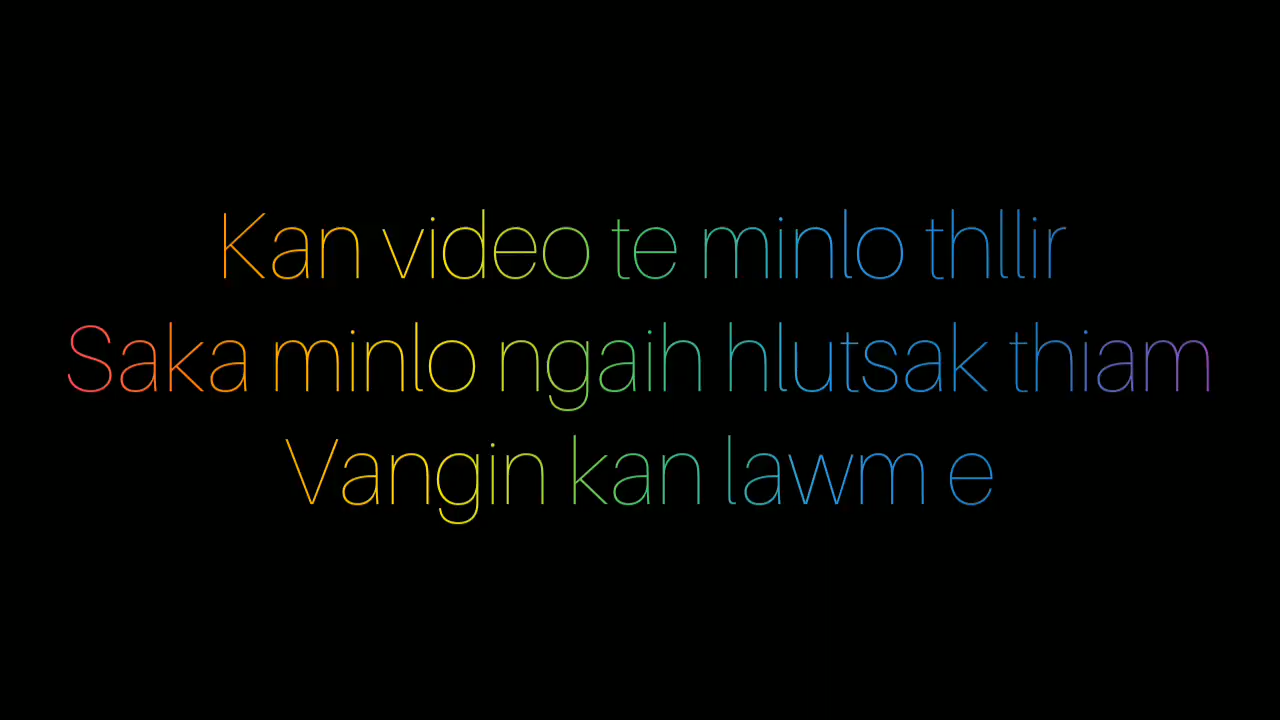 Kan video te minlo thllir
Saka minlo ngaih hlutsak thiam
Vangin kan lawm e